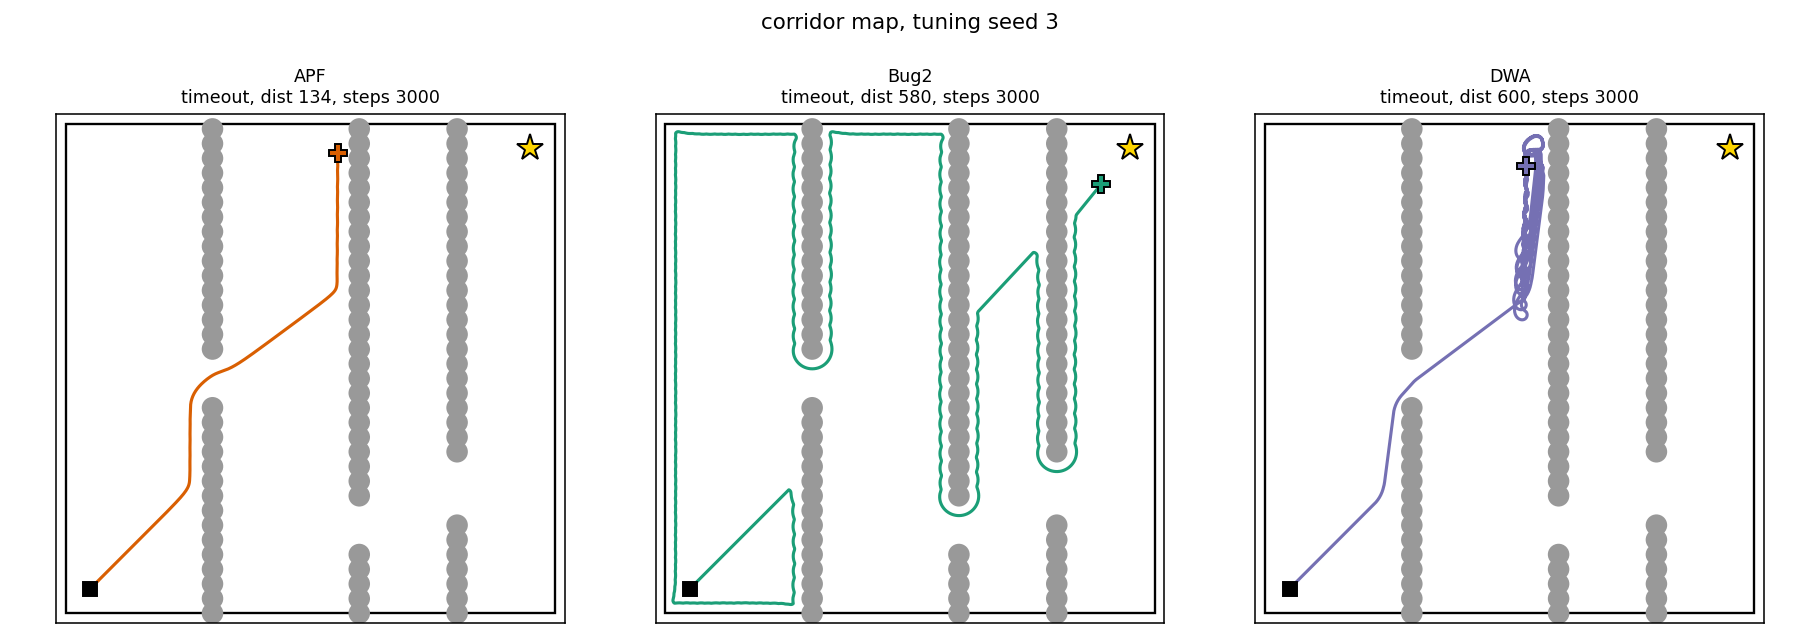 corridor map, tuning seed 3
APF
timeout, dist 134, steps 3000
Bug2
timeout, dist 580, steps 3000
DWA
timeout, dist 600, steps 3000